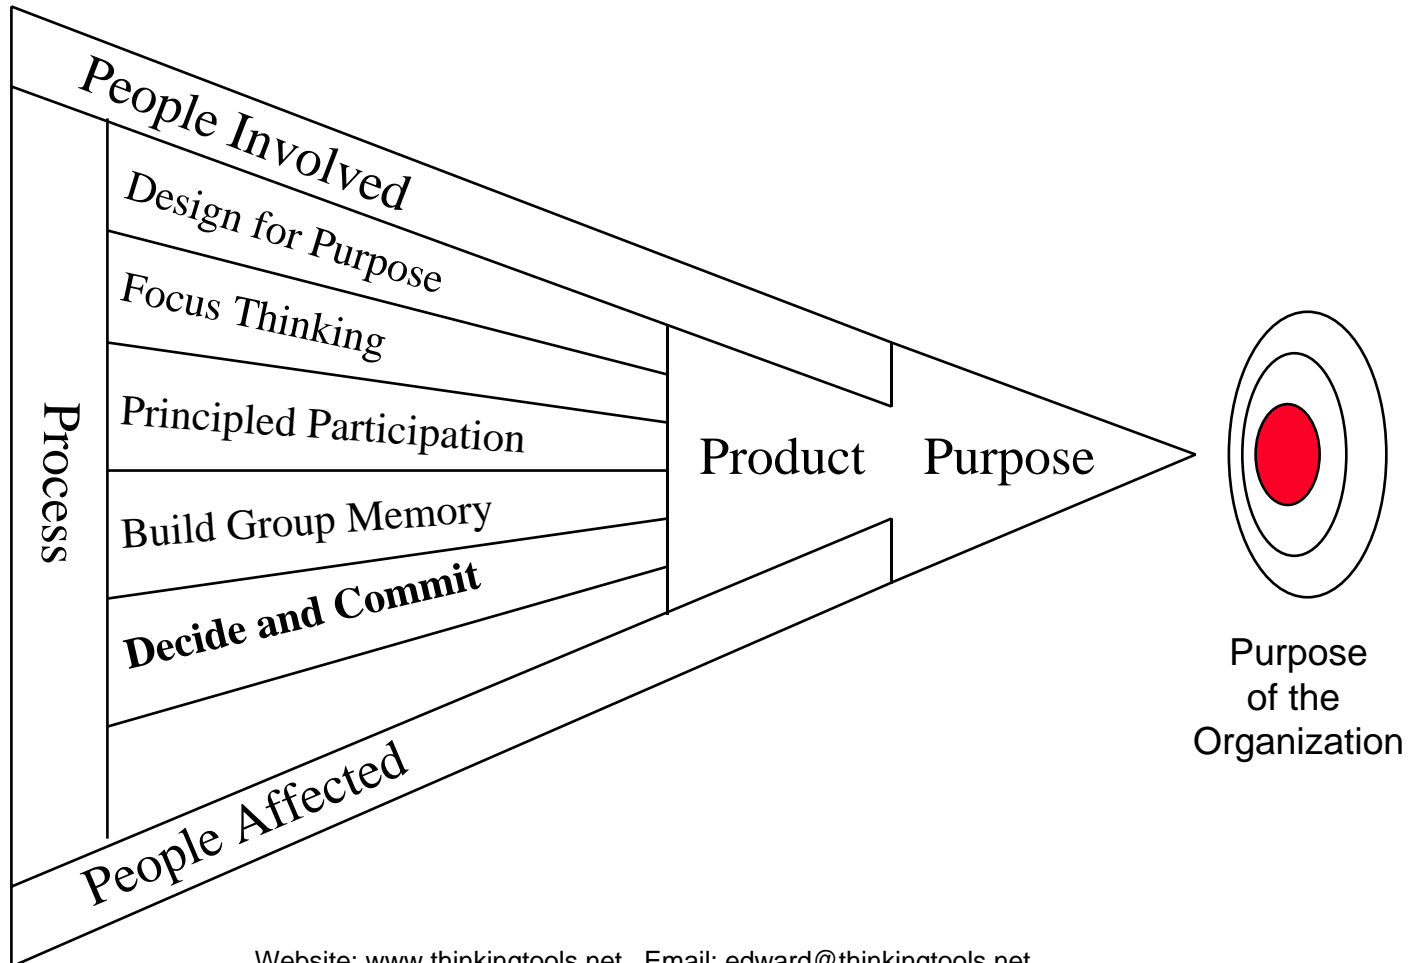 People Involved
Design for Purpose
Focus Thinking
Principled Participation
Build Group Memory
Decide and Commit
People Affected
Process
Product
Purpose
Purpose
of the
Organization
Website: www.thinkingtools.net Email: edward@thinkingtools.net